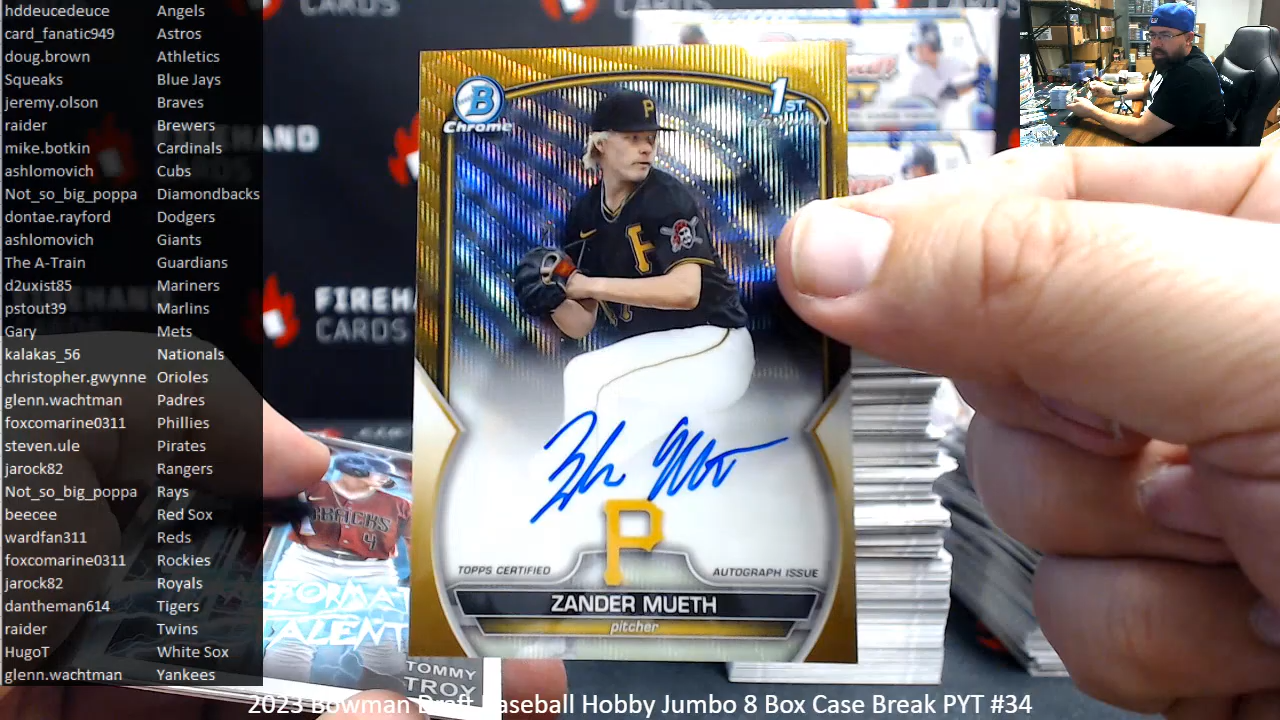 hddeucedeuce Angels
card_fanatic949 Astros
doug.brown Athletics
Squeaks Blue Jays
jeremy.olson Braves
raider Brewers
mike.botkin Cardinals
ashlomovich Cubs
Not_so_big_poppa Diamondbacks
dontae.rayford Dodgers
ashlomovich Giants
The A-Train Guardians
d2uxist85 Mariners
pstout39 Marlins
Gary Mets
kalakas_56 Nationals
christopher.gwynne Orioles
glenn.wachtman Padres
foxcomarine0311 Phillies
steven.ule Pirates
jarock82 Rangers
Not_so_big_poppa Rays
beecee Red Sox
wardfan311 Reds
foxcomarine0311 Rockies
jarock82 Royals
dantheman614 Tigers
raider Twins
HugoT White Sox
glenn.wachtman Yankees
CARDS
CARDS
B
Chrome
1ST
P
P
TOPPS CERTIFIED
AUTOGRAPH ISSUE
ZANDER MUETH
pitcher
CARDS
4
TOMMY
TROY
2023 Bowman Draft Baseball Hobby Jumbo 8 Box Case Break PYT #34